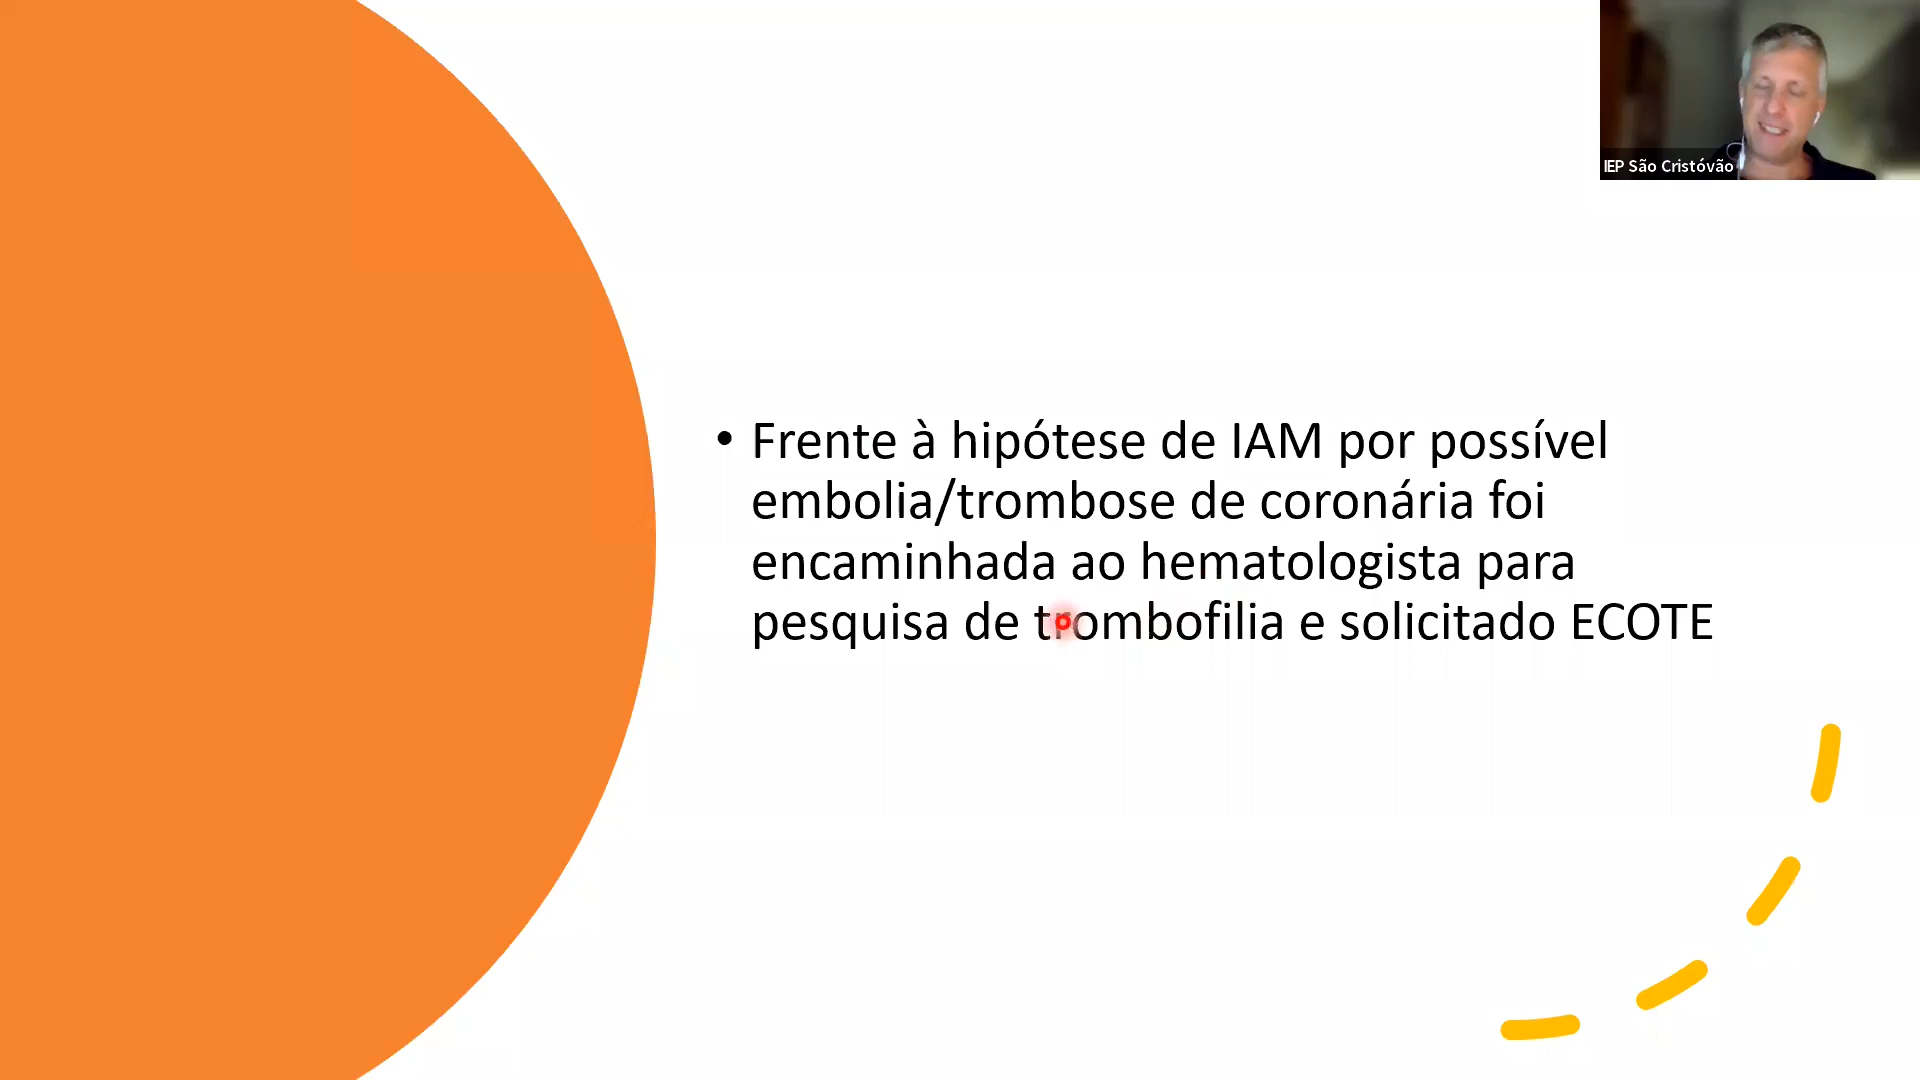 IEP São Cristóvão
• Frente à hipótese de IAM por possível
embolia/trombose de coronária foi
encaminhada ao hematologista para
pesquisa de trombofilia e solicitado ECOTE